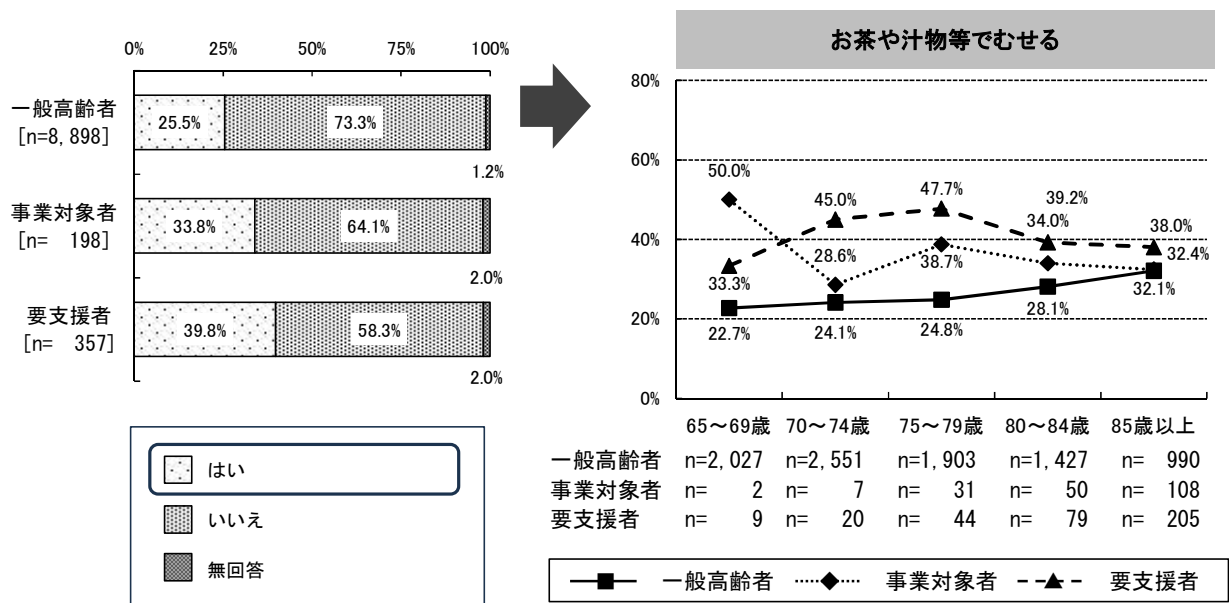 0% 25% 50% 75% 100%
一般高齢者
[n=8,898]
25.5% 73.3%
1.2%
事業対象者
[n= 198]
33.8% 64.1%
2.0%
要支援者
[n= 357]
39.8% 58.3%
2.0%
はい
いいえ
無回答
お茶や汁物等でむせる
80%
60%
40%
20%
0%
50.0% 45.0% 47.7% 39.2% 38.0%
33.3% 28.6% 38.7% 34.0% 32.4%
22.7% 24.1% 24.8% 28.1% 32.1%
65～69歳 70～74歳 75～79歳 80～84歳 85歳以上
一般高齢者 n=2,027 n=2,551 n=1,903 n=1,427 n= 990
事業対象者 n= 2 n= 7 n= 31 n= 50 n= 108
要支援者 n= 9 n= 20 n= 44 n= 79 n= 205
一般高齢者 事業対象者 要支援者